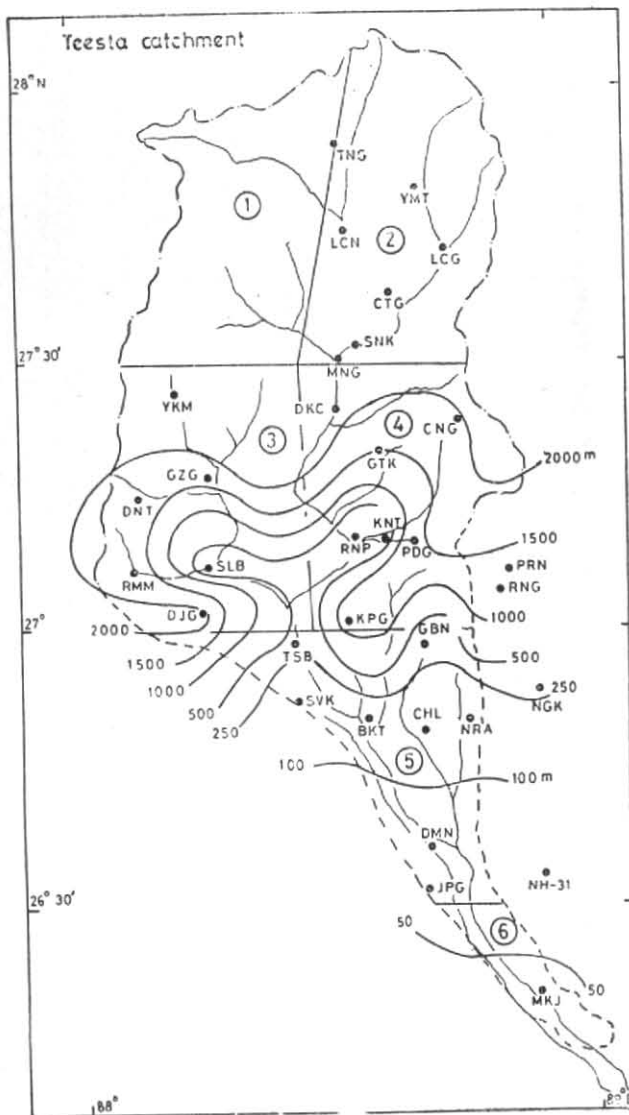 Teesta catchment
28° N
TNG
YMT
1
LCN
2
LCG
CTG
SNK
27° 30'
MNG
YKM
DKC
3
4
CNG
2000 m
GZG
GTK
DNT
1500
KNT
RNP
PDG
PRN
SLB
RMM
RNG
1000
DJG
KPG
27°
2000
GBN
TSB
500
1500
1000
250
500
SVK
NGK
250
BKT
CHL
NRA
5
100
100 m
DMN
JPG
NH-31
26° 30'
50
6
50
MKJ
88°